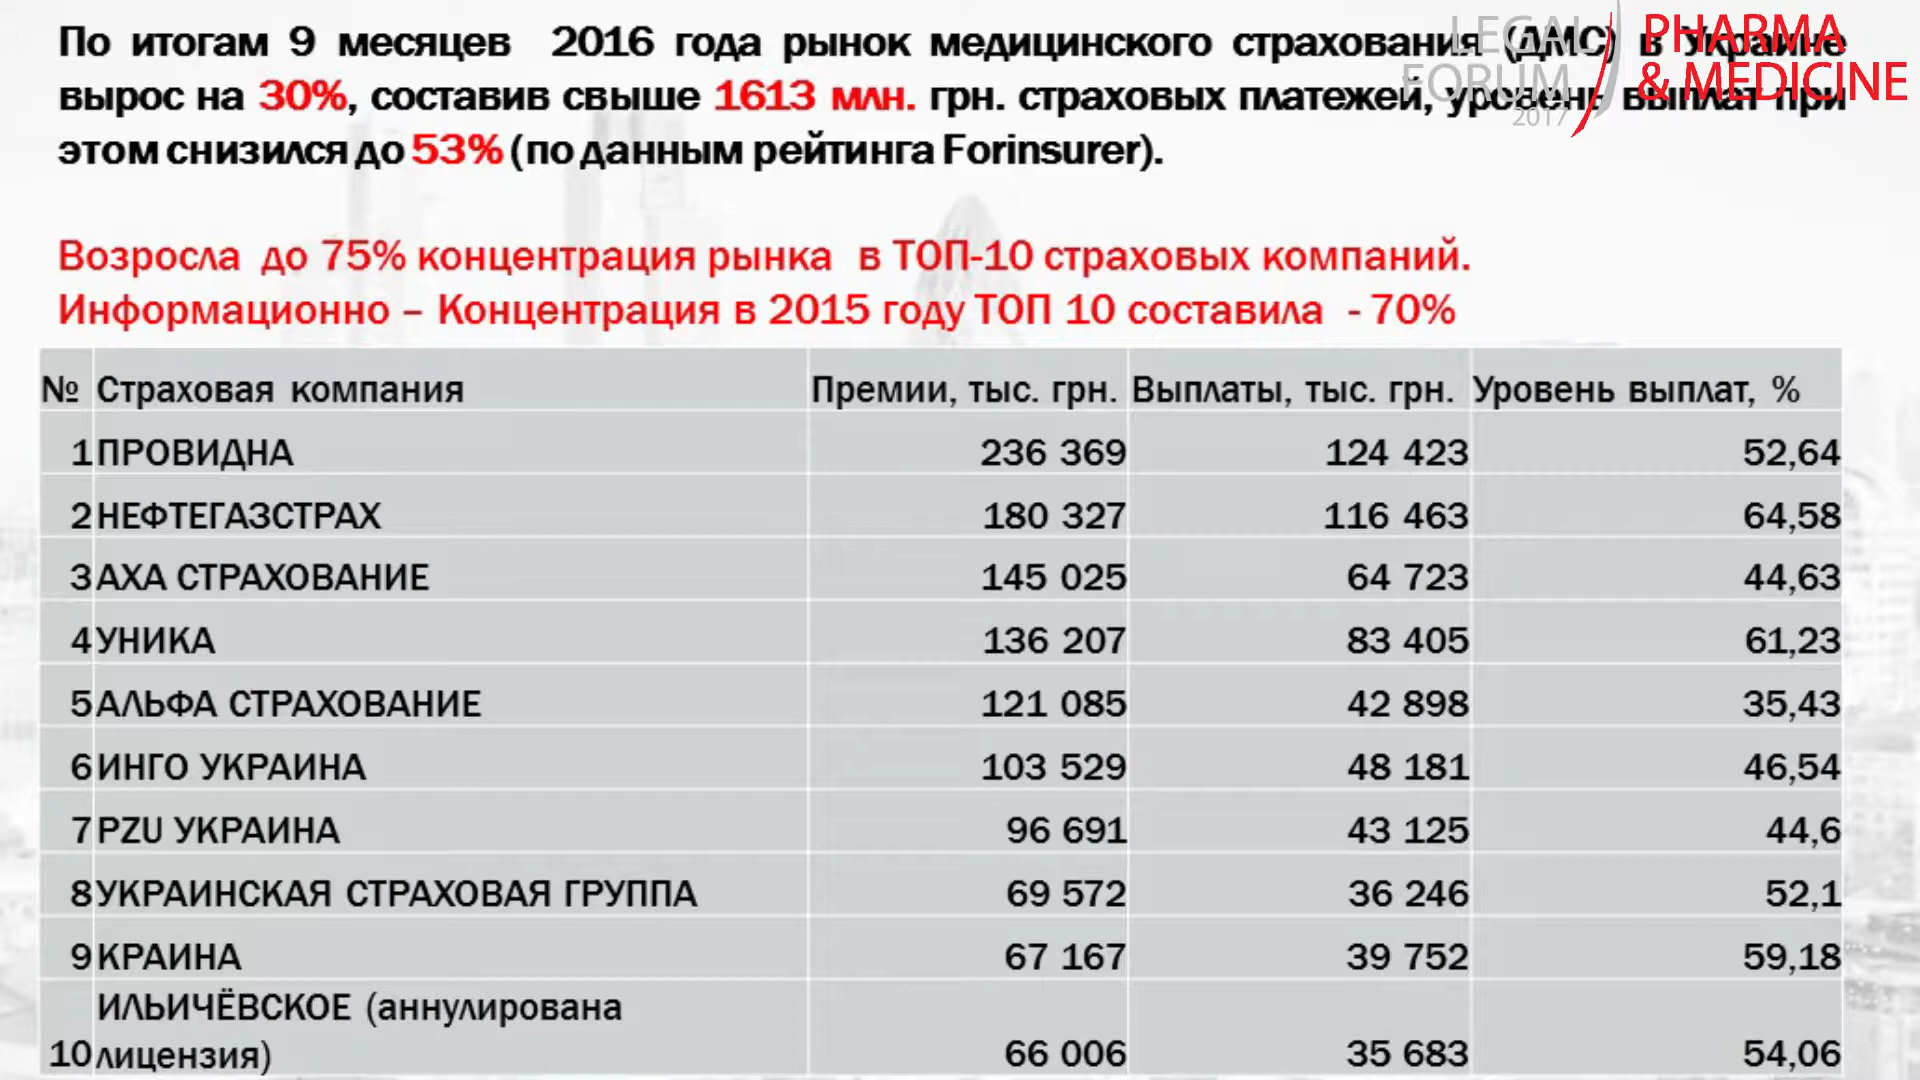 По итогам 9 месяцев 2016 года рынок медицинского страхования (ДМС) в Украине
вырос на 30%, составив свыше 1613 млн. грн. страховых платежей, уровень выплат при
этом снизился до 53% (по данным рейтинга Forinsurer).
LEGAL FORUM 2017
PHARMA
& MEDICINE
Возросла до 75% концентрация рынка в ТОП-10 страховых компаний.
Информационно – Концентрация в 2015 году ТОП 10 составила - 70%
№ Страховая компания Премии, тыс. грн. Выплаты, тыс. грн. Уровень выплат, %
1 ПРОВИДНА 236 369 124 423 52,64
2 НЕФТЕГАЗСТРАХ 180 327 116 463 64,58
3 АХА СТРАХОВАНИЕ 145 025 64 723 44,63
4 УНИКА 136 207 83 405 61,23
5 АЛЬФА СТРАХОВАНИЕ 121 085 42 898 35,43
6 ИНГО УКРАИНА 103 529 48 181 46,54
7 PZU УКРАИНА 96 691 43 125 44,6
8 УКРАИНСКАЯ СТРАХОВАЯ ГРУППА 69 572 36 246 52,1
9 КРАИНА 67 167 39 752 59,18
ИЛЬИЧЁВСКОЕ (аннулирована
10 лицензия) 66 006 35 683 54,06